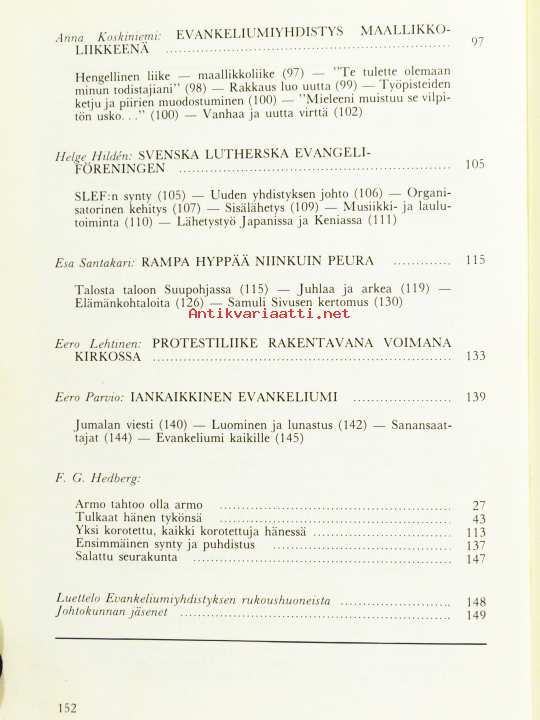 Anna Koskiniemi: EVANKELIUMIYHDISTYS MAALLIKKO-
LIIKKEENÄ ........................................ 97
Hengellinen liike — maallikkoliike (97) — "Te tulette olemaan
minun todistajiani" (98) — Rakkaus luo uutta (99) — Työpisteiden
ketju ja piirien muodostuminen (100) — "Mieleeni muistuu se vilpi-
tön usko. . ." (100) — Vanhaa ja uutta virttä (102)
Helge Hildén: SVENSKA LUTHERSKA EVANGELI-
FÖRENINGEN ........................................ 105
SLEF:n synty (105) — Uuden yhdistyksen johto (106) — Organi-
satorinen kehitys (107) — Sisälähetys (109) — Musiikki- ja laulu-
toiminta (110) — Lähetystyö Japanissa ja Keniassa (111)
Esa Santakari: RAMPA HYPPÄÄ NIINKUIN PEURA ............. 115
Talosta taloon Suupohjassa (115) — Juhlaa ja arkea (119) —
Elämänkohtaloita (126) — Samuli Sivusen kertomus (130)
Antikvariaatti.net
Eero Lehtinen: PROTESTILIIKE RAKENTAVANA VOIMANA
KIRKOSSA ........................................ 133
Eero Parvio: IANKAIKKINEN EVANKELIUMI .................. 139
Jumalan viesti (140) — Luominen ja lunastus (142) — Sanansaat-
tajat (144) — Evankeliumi kaikille (145)
F. G. Hedberg:
Armo tahtoo olla armo ........................................ 27
Tulkaat hänen tykönsä ........................................ 43
Yksi korotettu, kaikki korotettuja hänessä ........................ 113
Ensimmäinen synty ja puhdistus .............................. 137
Salattu seurakunta ........................................ 147
Luettelo Evankeliumiyhdistyksen rukoushuoneista .................... 148
Johtokunnan jäsenet ........................................ 149
152